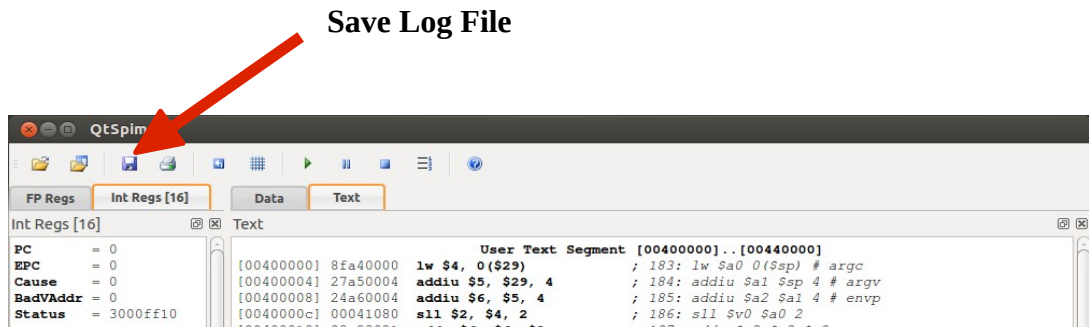 Save Log File
QtSpim
FP Regs Int Regs [16] Data Text
Int Regs [16] Text
PC = 0 User Text Segment [00400000]..[00440000]
EPC = 0 [00400000] 8fa40000 lw $4, 0($29) ; 183: lw $a0 0($sp) # argc
Cause = 0 [00400004] 27a50004 addiu $5, $29, 4 ; 184: addiu $a1 $sp 4 # argv
BadVAddr = 0 [00400008] 24a60004 addiu $6, $5, 4 ; 185: addiu $a2 $a1 4 # envp
Status = 3000ff10 [0040000c] 00041080 sll $2, $4, 2 ; 186: sll $v0 $a0 2